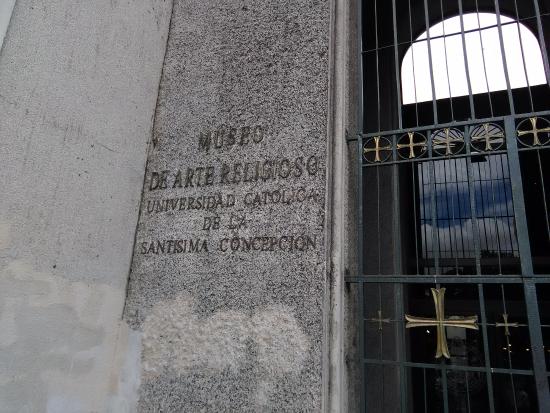 MUSEO
DE ARTE RELIGIOSO
UNIVERSIDAD CATOLICA
DE LA
SANTISIMA CONCEPCION